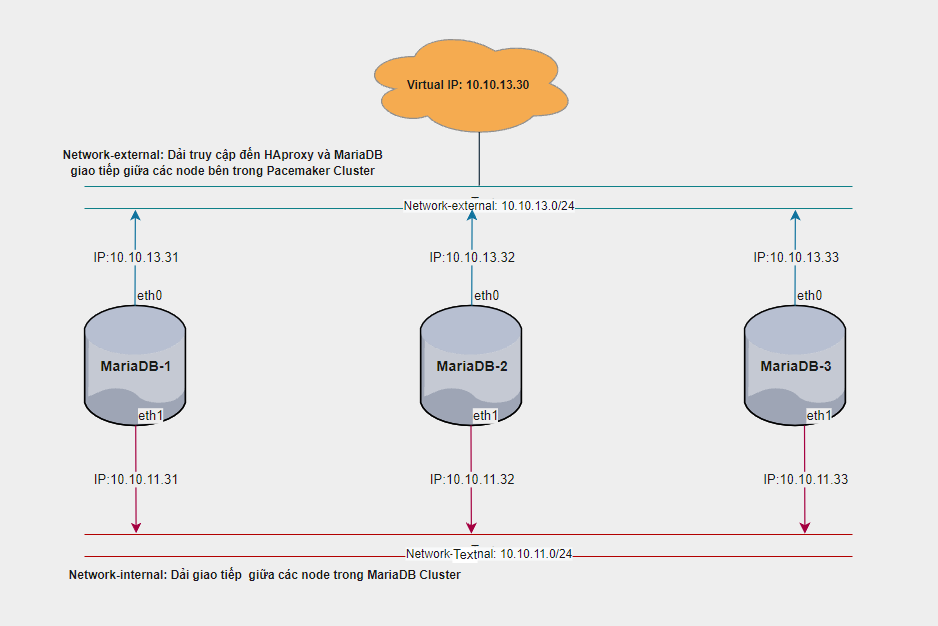 Virtual IP: 10.10.13.30
Network-external: Dải truy cập đến HAproxy và MariaDB
giao tiếp giữa các node bên trong Pacemaker Cluster
Network-external: 10.10.13.0/24
IP:10.10.13.31
IP:10.10.13.32
IP:10.10.13.33
eth0
eth0
eth0
MariaDB-1
MariaDB-2
MariaDB-3
eth1
eth1
eth1
IP:10.10.11.31
IP:10.10.11.32
IP:10.10.11.33
Network-Textnal: 10.10.11.0/24
Network-internal: Dải giao tiếp giữa các node trong MariaDB Cluster